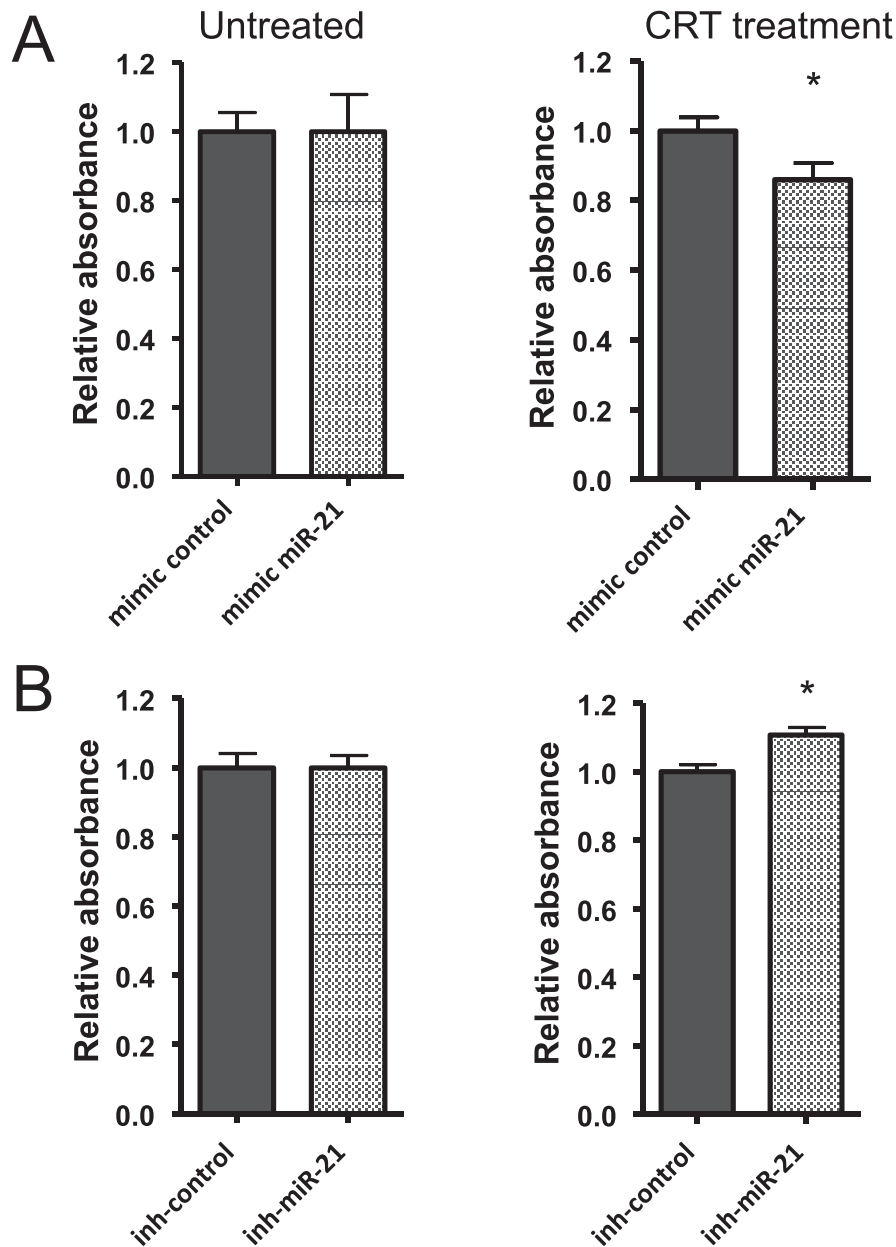 A
Untreated
CRT treatment
Relative absorbance
1.2
1.0
0.8
0.6
0.4
0.2
0.0
mimic control
mimic miR-21
Relative absorbance
1.2
1.0
0.8
0.6
0.4
0.2
0.0
*
mimic control
mimic miR-21
B
Relative absorbance
1.2
1.0
0.8
0.6
0.4
0.2
0.0
inh-control
inh-miR-21
Relative absorbance
1.2
1.0
0.8
0.6
0.4
0.2
0.0
*
inh-control
inh-miR-21